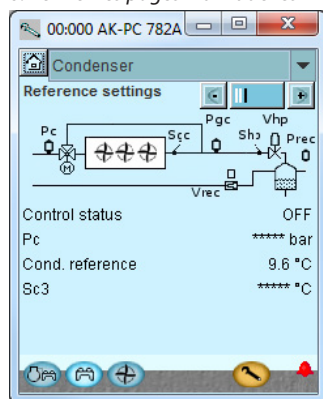 00:000 AK-PC 782A
Condenser
Reference settings
Pc
Scc
Pgc
Vhp
Shp
Prec
M
Vrec
Control status OFF
Pc ***** bar
Cond. reference 9.6 °C
Sc3 ***** °C